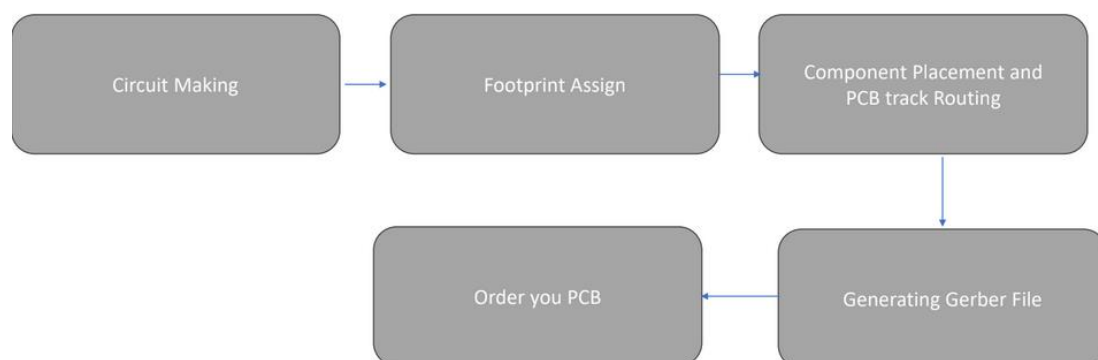 Circuit Making
Footprint Assign
Component Placement and
PCB track Routing
Generating Gerber File
Order you PCB